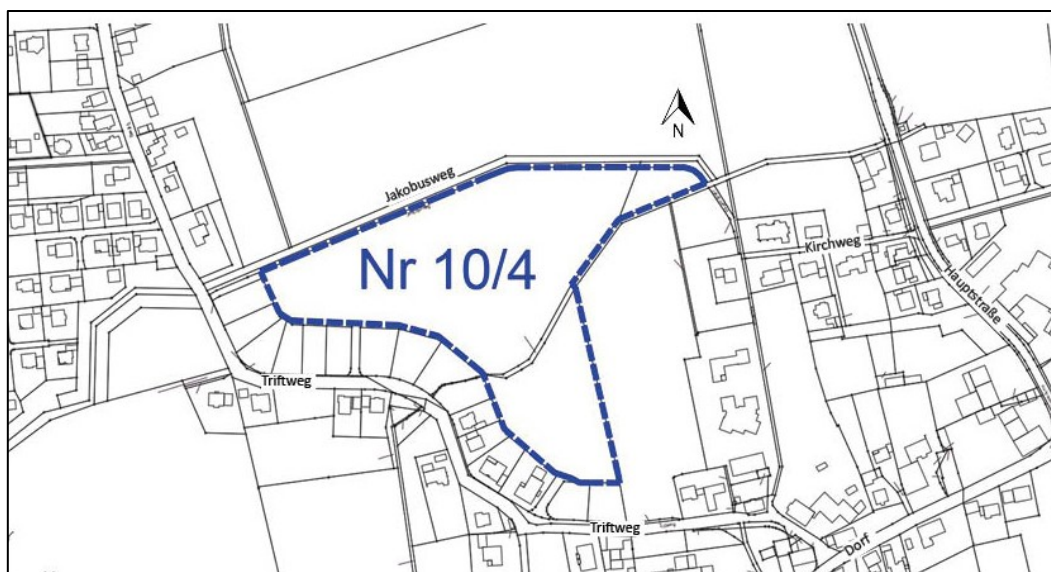 N
Jakobusweg
Nr 10/4
Kirchweg
Hauptstraße
Triftweg
Triftweg
Dorf